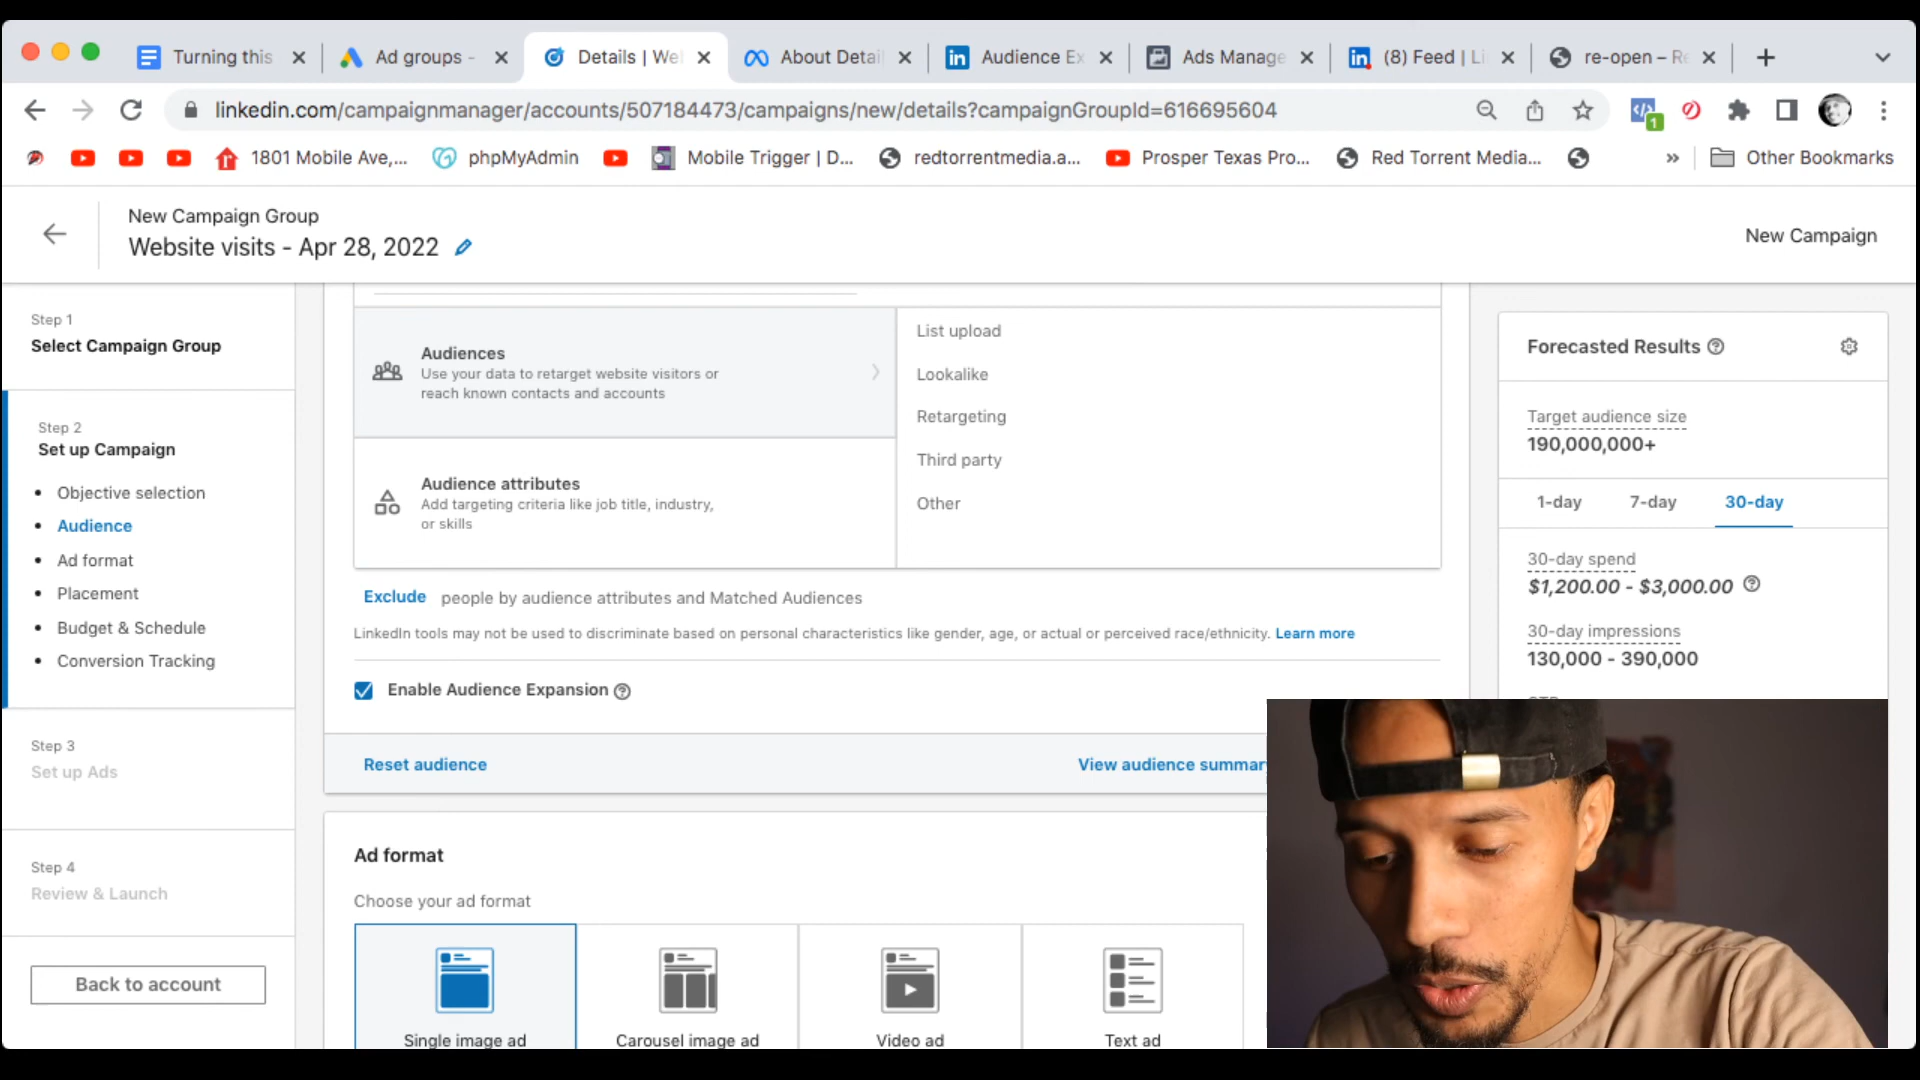 Turning this
Ad groups -
Details | We
About Detail
Audience Ex
Ads Manage
(8) Feed | Li
re-open – Re
linkedin.com/campaignmanager/accounts/507184473/campaigns/new/details?campaignGroupId=616695604
1
1801 Mobile Ave,...
phpMyAdmin
Mobile Trigger | D...
redtorrentmedia.a...
Prosper Texas Pro...
Red Torrent Media...
»
Other Bookmarks
New Campaign Group
Website visits - Apr 28, 2022
New Campaign
Step 1
Select Campaign Group
Step 2
Set up Campaign
• Objective selection
• Audience
• Ad format
• Placement
• Budget & Schedule
• Conversion Tracking
Step 3
Set up Ads
Step 4
Review & Launch
Back to account
Audiences
Use your data to retarget website visitors or
reach known contacts and accounts
Audience attributes
Add targeting criteria like job title, industry,
or skills
List upload
Lookalike
Retargeting
Third party
Other
Exclude people by audience attributes and Matched Audiences
LinkedIn tools may not be used to discriminate based on personal characteristics like gender, age, or actual or perceived race/ethnicity. Learn more
Enable Audience Expansion
Reset audience
View audience summar
Ad format
Choose your ad format
Single image ad
Carousel image ad
Video ad
Text ad
Forecasted Results
Target audience size
190,000,000+
1-day 7-day 30-day
30-day spend
$1,200.00 - $3,000.00
30-day impressions
130,000 - 390,000